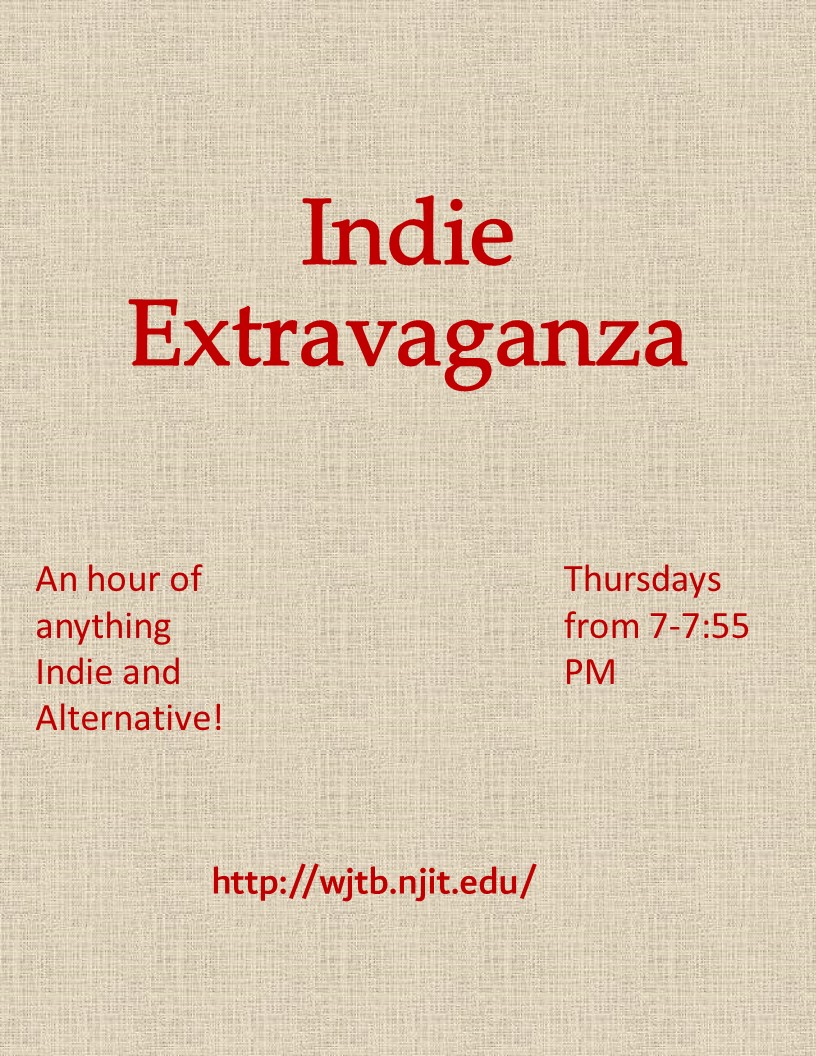 Indie
Extravaganza
An hour of
anything
Indie and
Alternative!
Thursdays
from 7-7:55
PM
http://wjtb.njit.edu/